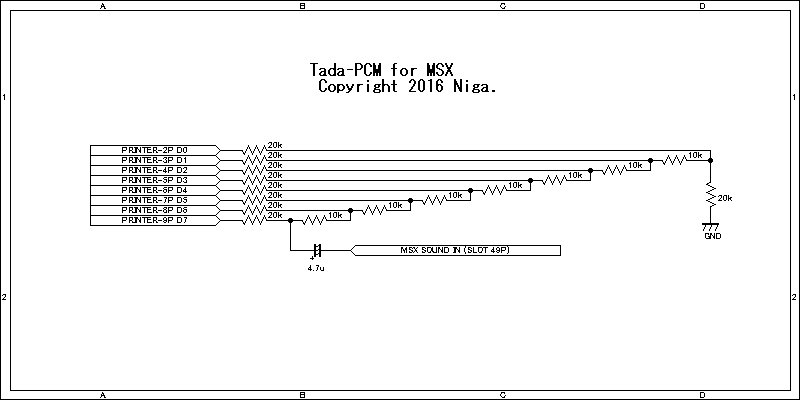 A B C D
Tada-PCM for MSX
Copyright 2016 Niga.
1 1
PRINTER-2P D0 20k
PRINTER-3P D1 20k 10k
PRINTER-4P D2 20k 10k
PRINTER-5P D3 20k 10k
PRINTER-6P D4 20k 10k
PRINTER-7P D5 20k 10k 20k
PRINTER-8P D6 20k 10k
PRINTER-9P D7 20k 10k
GND
MSX SOUND IN (SLOT 49P)
+
4.7u
2 2
A B C D